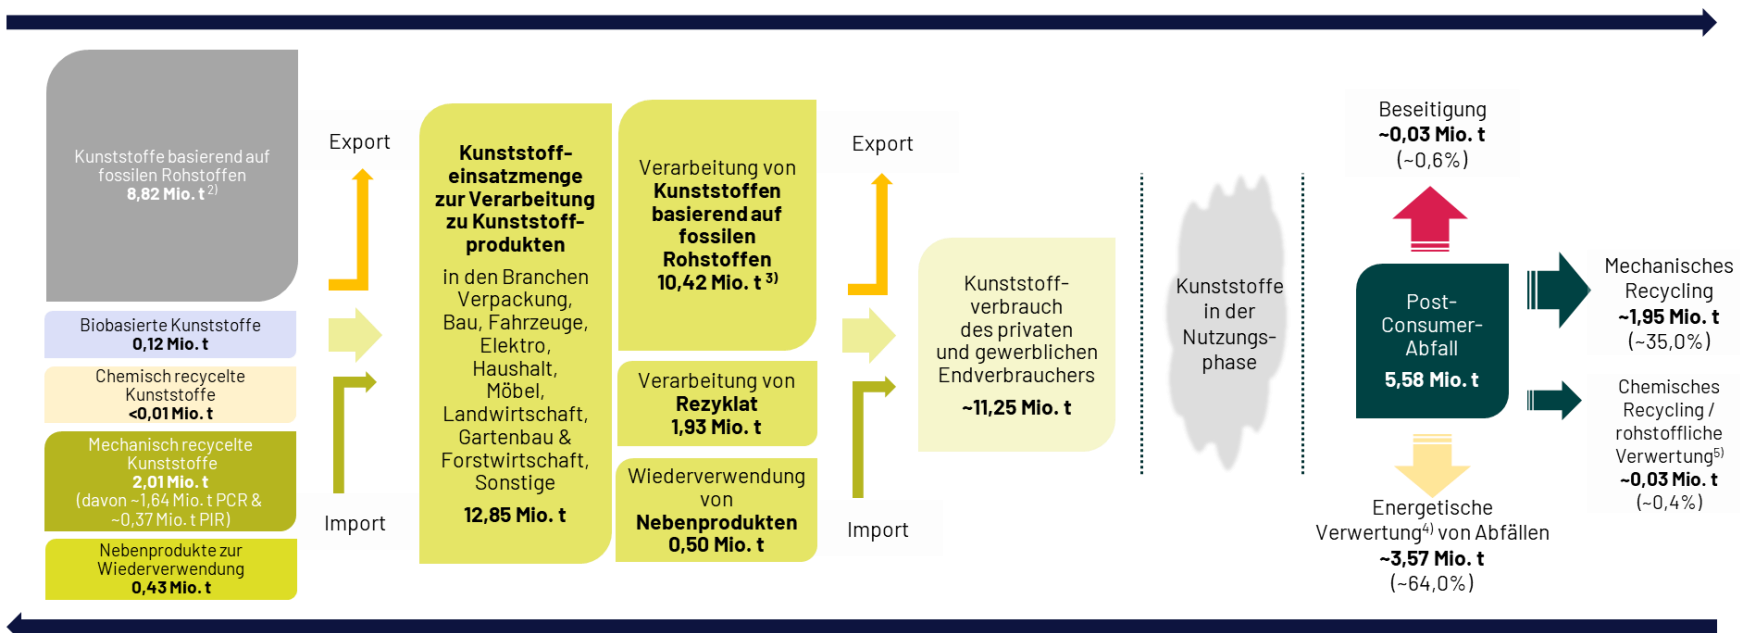 Kunststoffe basierend auf
fossilen Rohstoffen
8,82 Mio. t 2)
Biobasierte Kunststoffe
0,12 Mio. t
Chemisch recycelte
Kunststoffe
<0,01 Mio. t
Mechanisch recycelte
Kunststoffe
2,01 Mio. t
(davon ~1,64 Mio. t PCR &
~0,37 Mio. t PIR)
Nebenprodukte zur
Wiederverwendung
0,43 Mio. t
Export
Import
Kunststoff-
einsatzmenge
zur Verarbeitung
zu Kunststoff-
produkten
in den Branchen
Verpackung,
Bau, Fahrzeuge,
Elektro,
Haushalt,
Möbel,
Landwirtschaft,
Gartenbau &
Forstwirtschaft,
Sonstige
12,85 Mio. t
Verarbeitung von
Kunststoffen
basierend auf
fossilen
Rohstoffen
10,42 Mio. t 3)
Verarbeitung von
Rezyklat
1,93 Mio. t
Wiederverwendung
von
Nebenprodukten
0,50 Mio. t
Export
Import
Kunststoff-
verbrauch
des privaten
und gewerblichen
Endverbrauchers
~11,25 Mio. t
Kunststoffe
in der
Nutzungs-
phase
Beseitigung
~0,03 Mio. t
(~0,6%)
Post-
Consumer-
Abfall
5,58 Mio. t
Mechanisches
Recycling
~1,95 Mio. t
(~35,0%)
Chemisches
Recycling /
rohstoffliche
Verwertung5)
~0,03 Mio. t
(~0,4%)
Energetische
Verwertung4) von Abfällen
~3,57 Mio. t
(~64,0%)